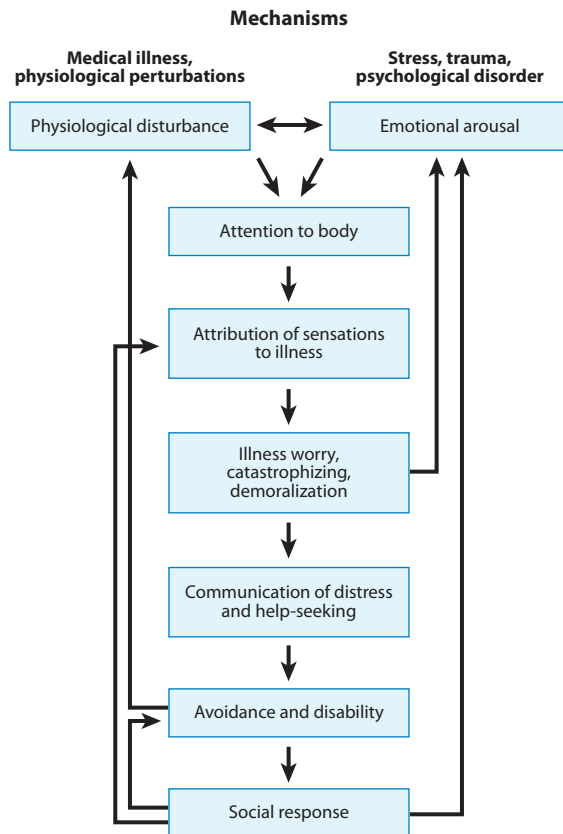 Mechanisms
Medical illness,
physiological perturbations
Stress, trauma,
psychological disorder
Physiological disturbance
Emotional arousal
Attention to body
Attribution of sensations
to illness
Illness worry,
catastrophizing,
demoralization
Communication of distress
and help-seeking
Avoidance and disability
Social response